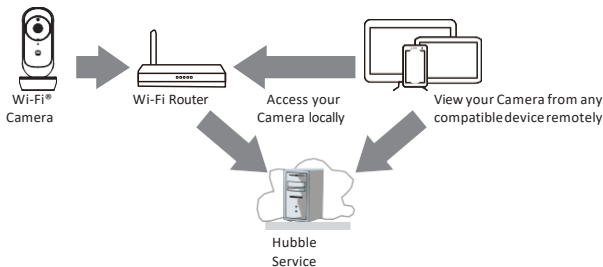 Wi-Fi®
Camera
Wi-Fi Router
Access your
Camera locally
View your Camera from any
compatible device remotely
Hubble
Service